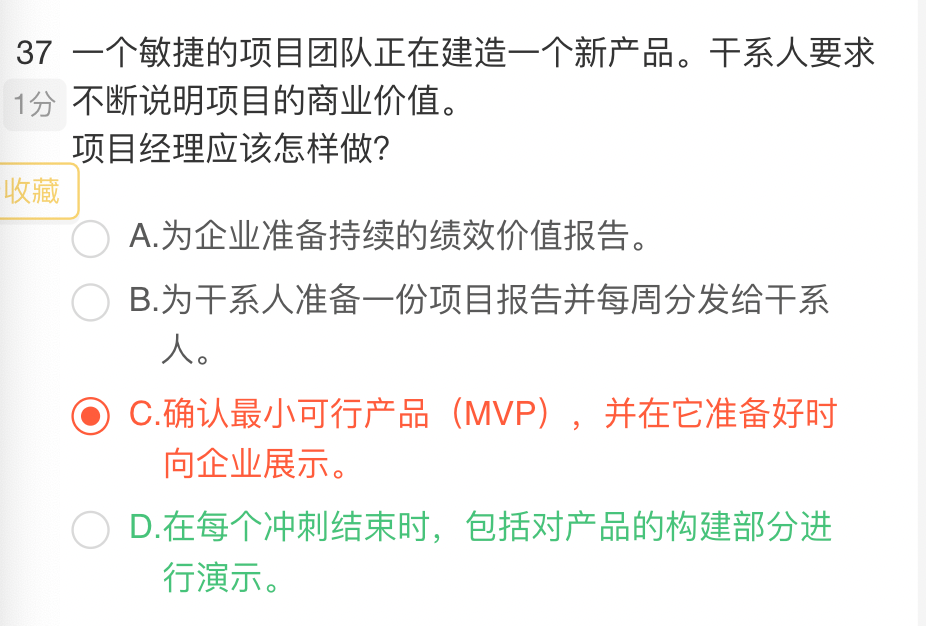 37 一个敏捷的项目团队正在建造一个新产品。干系人要求
1分 不断说明项目的商业价值。
项目经理应该怎样做?
收藏
A.为企业准备持续的绩效价值报告。
B.为干系人准备一份项目报告并每周分发给干系
人。
C.确认最小可行产品（MVP），并在它准备好时
向企业展示。
D.在每个冲刺结束时，包括对产品的构建部分进
行演示。